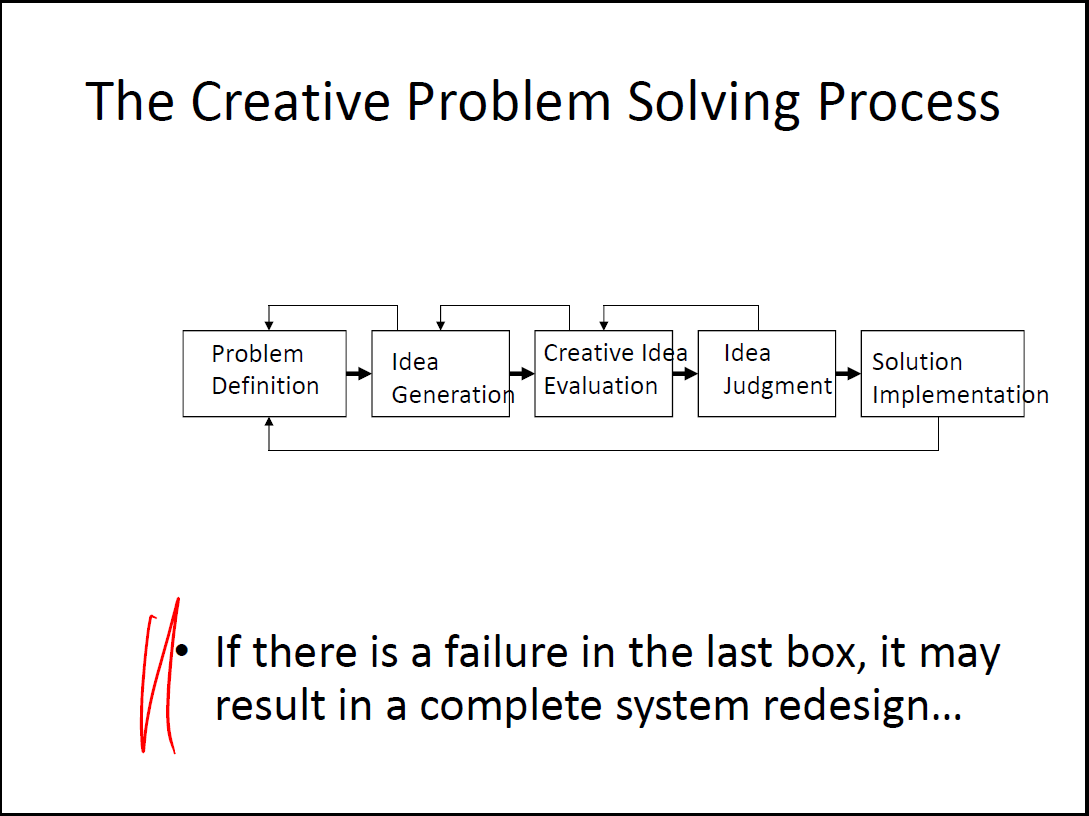 The Creative Problem Solving Process
Problem
Definition
Idea
Generation
Creative Idea
Evaluation
Idea
Judgment
Solution
Implementation
• If there is a failure in the last box, it may
result in a complete system redesign…